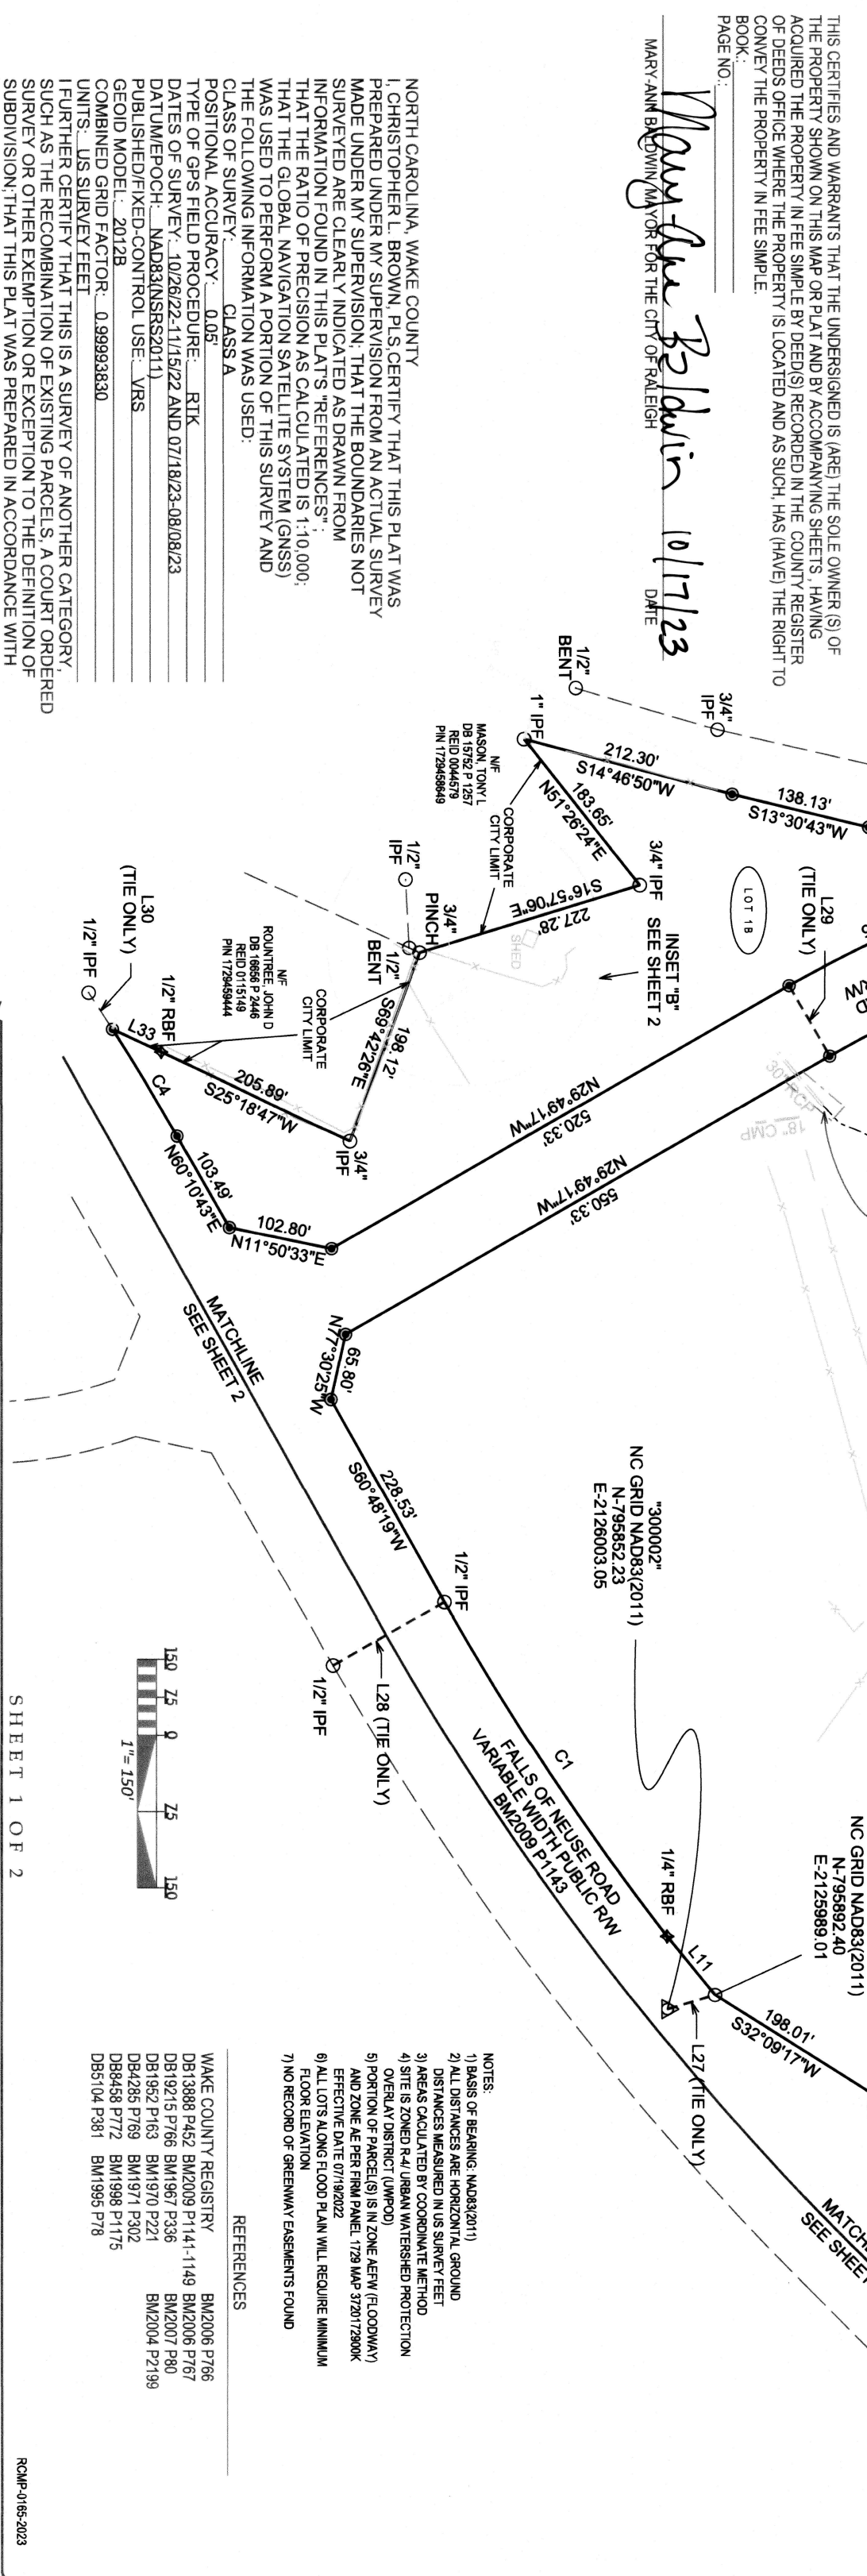 THIS CERTIFIES AND WARRANTS THAT THE UNDERSIGNED IS (ARE) THE SOLE OWNER (S) OF
THE PROPERTY SHOWN ON THIS MAP OR PLAT AND BY ACCOMPANYING SHEETS , HAVING
ACQUIRED THE PROPERTY IN FEE SIMPLE BY DEED(S) RECORDED IN THE COUNTY REGISTER
OF DEEDS OFFICE WHERE THE PROPERTY IS LOCATED AND AS SUCH, HAS (HAVE) THE RIGHT TO
CONVEY THE PROPERTY IN FEE SIMPLE.
BOOK.:
PAGE NO.:
Mary-Ann Baldwin 10/17/23
MARY-ANN BALDWIN, MAYOR FOR THE CITY OF RALEIGH DATE
NORTH CAROLINA, WAKE COUNTY
I, CHRISTOPHER L. BROWN, PLS,CERTIFY THAT THIS PLAT WAS
PREPARED UNDER MY SUPERVISION FROM AN ACTUAL SURVEY
MADE UNDER MY SUPERVISION; THAT THE BOUNDARIES NOT
SURVEYED ARE CLEARLY INDICATED AS DRAWN FROM
INFORMATION FOUND IN THIS PLAT'S "REFERENCES" ;
THAT THE RATIO OF PRECISION AS CALCULATED IS 1:10,000;
THAT THE GLOBAL NAVIGATION SATELLITE SYSTEM (GNSS)
WAS USED TO PERFORM A PORTION OF THIS SURVEY AND
THE FOLLOWING INFORMATION WAS USED:
CLASS OF SURVEY: CLASS A
POSITIONAL ACCURACY: 0.05'
TYPE OF GPS FIELD PROCEDURE: RTK
DATES OF SURVEY: 10/26/22-11/15/22 AND 07/18/23-08/08/23
DATUM/EPOCH: NAD83(NSRS2011)
PUBLISHED/FIXED-CONTROL USE: VRS
GEOID MODEL: 2012B
COMBINED GRID FACTOR: 0.99993830
UNITS: US SURVEY FEET
I FURTHER CERTIFY THAT THIS IS A SURVEY OF ANOTHER CATEGORY,
SUCH AS THE RECOMBINATION OF EXISTING PARCELS, A COURT ORDERED
SURVEY OR OTHER EXEMPTION OR EXCEPTION TO THE DEFINITION OF
SUBDIVISION;THAT THIS PLAT WAS PREPARED IN ACCORDANCE WITH
1/2"
BENT
3/4"
IPF
1" IPF
212.30'
S14°46'50"W
138.13'
S13°30'43"W
183.65'
N51°26'24"E
3/4" IPF
N/F
MASON, TONY L
DB 15752 P 1257
REID 0044579
PIN 1729458649
CORPORATE
CITY LIMIT
S16°57'06"E
227.28'
INSET "B"
SEE SHEET 2
LOT 1B
L29
(TIE ONLY)
SHED
1/2"
IPF
3/4"
PINCH
1/2"
BENT
198.12'
S69°42'26"E
N/F
ROUNTREE, JOHN D
DB 16656 P 2446
REID 0115149
PIN 1729459444
CORPORATE
CITY LIMIT
L30
(TIE ONLY)
1/2" IPF
1/2" RBF
L33
205.89'
S25°18'47"W
3/4"
IPF
C4
103.49'
N60°10'43"E
102.80'
N11°50'33"E
N29°49'17"W
520.33'
N29°49'17"W
550.33'
30" RCP
18" CMP
MATCHLINE
SEE SHEET 2
65.80'
N77°30'25"W
228.53'
S60°48'19"W
1/2" IPF
1/2" IPF
L28 (TIE ONLY)
"300002"
NC GRID NAD83(2011)
N-795852.23
E-2126003.05
C1
FALLS OF NEUSE ROAD
VARIABLE WIDTH PUBLIC R/W
BM2009 P1143
1/4" RBF
L11
NC GRID NAD83(2011)
N-795892.40
E-2125989.01
198.01'
S32°09'17"W
L27 (TIE ONLY)
MATCH
SEE SHEET
150 75 0 75 150
1"= 150'
SHEET 1 OF 2
NOTES:
1) BASIS OF BEARING: NAD83(2011)
2) ALL DISTANCES ARE HORIZONTAL GROUND
DISTANCES MEASURED IN US SURVEY FEET
3) AREAS CACULATED BY COORDINATE METHOD
4) SITE IS ZONED R-4/ URBAN WATERSHED PROTECTION
OVERLAY DISTRICT (UWPOD)
5) PORTION OF PARCEL(S) IS IN ZONE AEFW (FLOODWAY)
AND ZONE AE PER FIRM PANEL 1729 MAP 3720172900K
EFFECTIVE DATE 07/19/2022
6) ALL LOTS ALONG FLOOD PLAIN WILL REQUIRE MINIMUM
FLOOR ELEVATION
7) NO RECORD OF GREENWAY EASEMENTS FOUND
REFERENCES
WAKE COUNTY REGISTRY BM2006 P766
DB13888 P452 BM2009 P1141-1149 BM2006 P767
DB19215 P766 BM1967 P336 BM2007 P80
DB1952 P163 BM1970 P221 BM2004 P2199
DB4285 P769 BM1971 P302
DB8458 P772 BM1998 P1175
DB5104 P381 BM1995 P78
RCMP-0165-2023